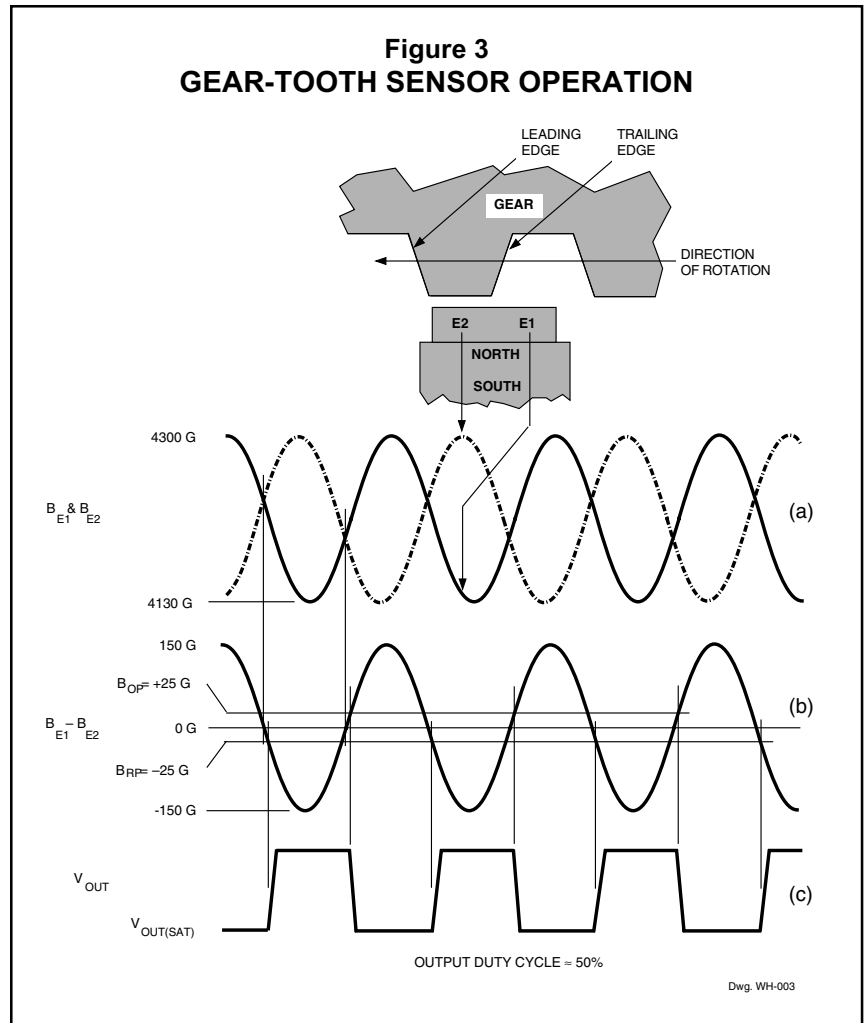 Figure 3
GEAR-TOOTH SENSOR OPERATION
LEADING
EDGE
TRAILING
EDGE
GEAR
DIRECTION
OF ROTATION
E2 E1
NORTH
SOUTH
4300 G
B E1 & B E2
(a)
4130 G
150 G
BOP= +25 G
(b)
B E1 – B E2
0 G
BRP= –25 G
-150 G
V OUT
(c)
V OUT(SAT)
OUTPUT DUTY CYCLE ≈ 50%
Dwg. WH-003